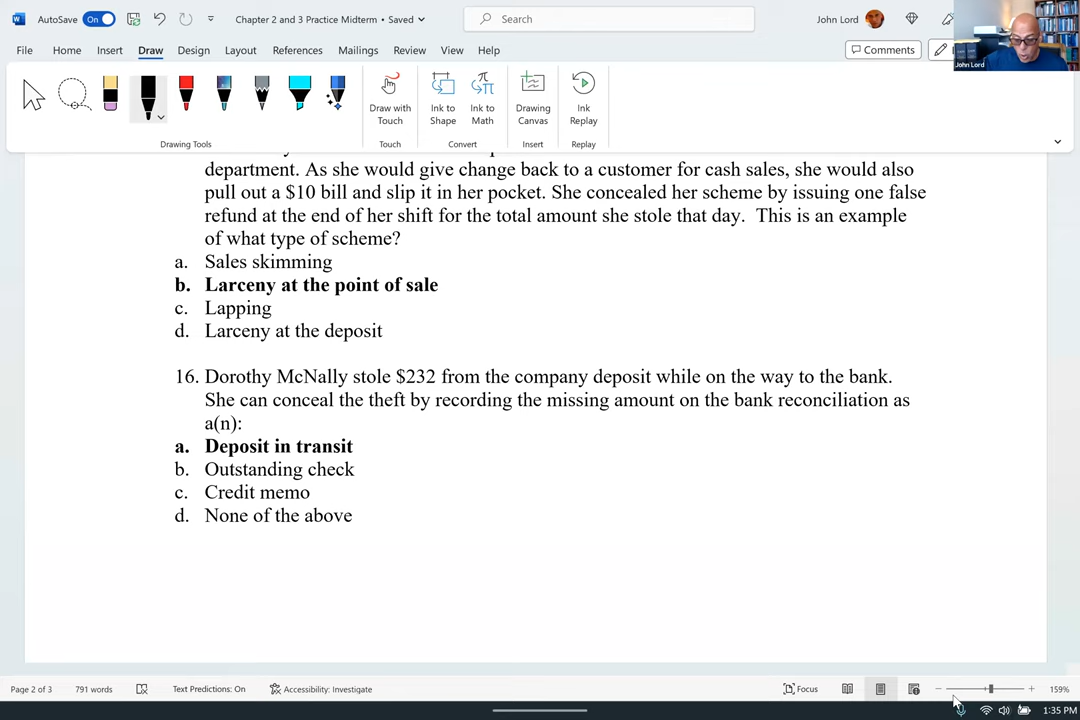 AutoSave On Chapter 2 and 3 Practice Midterm • Saved Search John Lord
File Home Insert Draw Design Layout References Mailings Review View Help Comments
John Lord
Draw with Touch
Ink to Shape
Ink to Math
Drawing Canvas
Ink Replay
Drawing Tools Touch Convert Insert Replay
department. As she would give change back to a customer for cash sales, she would also
pull out a $10 bill and slip it in her pocket. She concealed her scheme by issuing one false
refund at the end of her shift for the total amount she stole that day. This is an example
of what type of scheme?
a. Sales skimming
b. Larceny at the point of sale
c. Lapping
d. Larceny at the deposit
16. Dorothy McNally stole $232 from the company deposit while on the way to the bank.
She can conceal the theft by recording the missing amount on the bank reconciliation as
a(n):
a. Deposit in transit
b. Outstanding check
c. Credit memo
d. None of the above
Page 2 of 3 791 words Text Predictions: On Accessibility: Investigate Focus 159%
1:35 PM